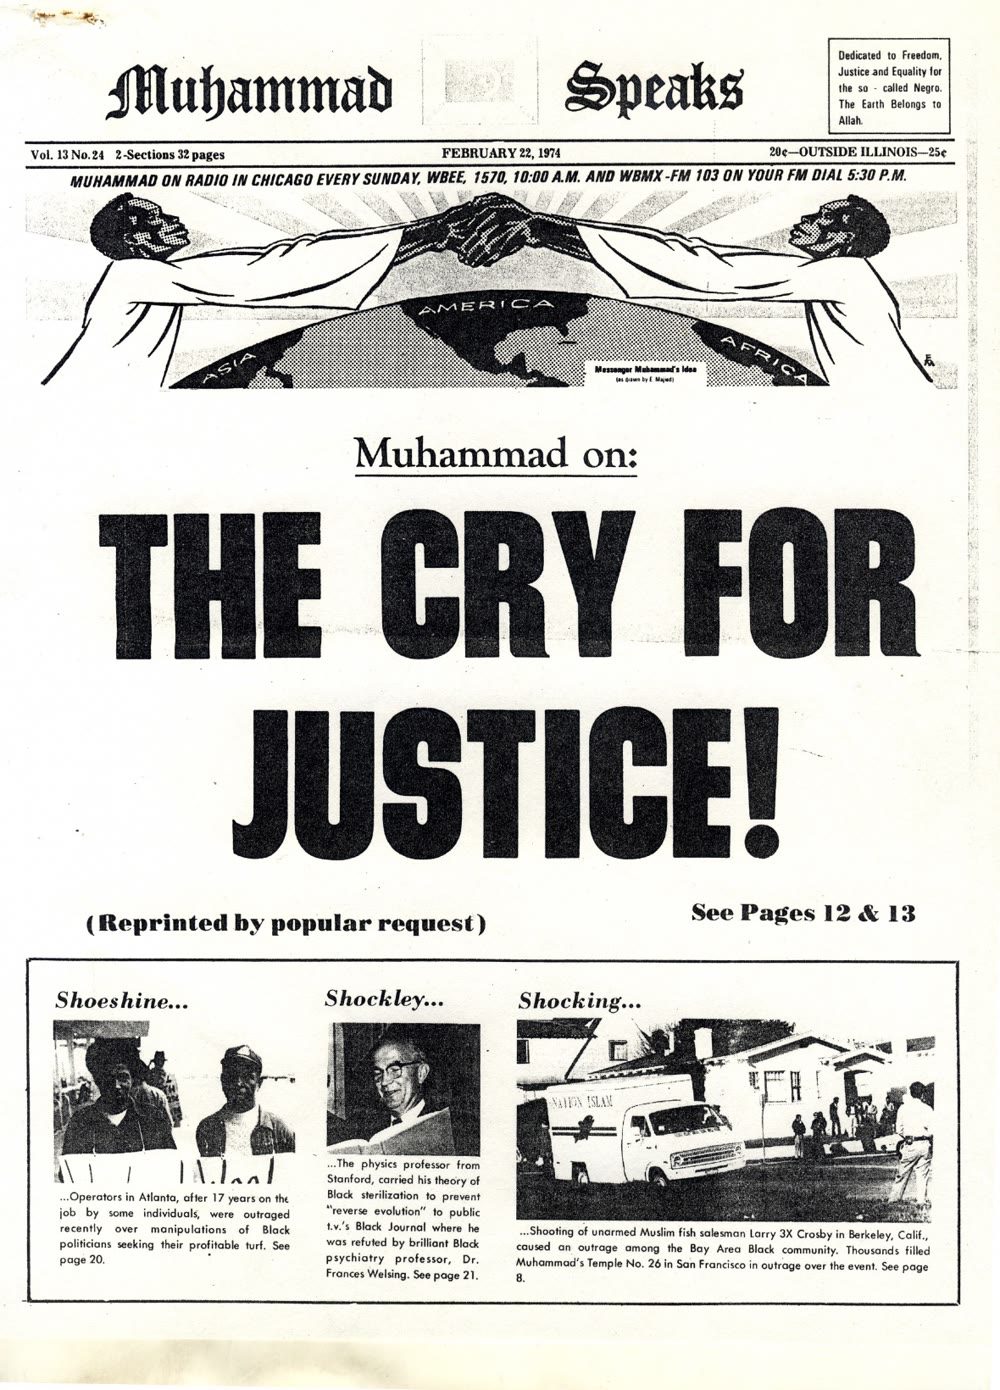 Muhammad Speaks
Dedicated to Freedom,
Justice and Equality for
the so - called Negro.
The Earth Belongs to
Allah.
Vol. 13 No. 24 2-Sections 32 pages FEBRUARY 22, 1974 20¢—OUTSIDE ILLINOIS—25¢
MUHAMMAD ON RADIO IN CHICAGO EVERY SUNDAY, WBEE, 1570, 10:00 A.M. AND WBMX-FM 103 ON YOUR FM DIAL 5:30 P.M.
AMERICA
ASIA
AFRICA
Messenger Muhammad's Idea
(as drawn by E. Majied)
Muhammad on:
THE CRY FOR
JUSTICE!
(Reprinted by popular request)
See Pages 12 & 13
Shoeshine...
...Operators in Atlanta, after 17 years on the
job by some individuals, were outraged
recently over manipulations of Black
politicians seeking their profitable turf. See
page 20.
Shockley...
...The physics professor from
Stanford, carried his theory of
Black sterilization to prevent
"reverse evolution" to public
t.v.'s Black Journal where he
was refuted by brilliant Black
psychiatry professor, Dr.
Frances Welsing. See page 21.
Shocking...
NATION ISLAM
...Shooting of unarmed Muslim fish salesman Larry 3X Crosby in Berkeley, Calif.,
caused an outrage among the Bay Area Black community. Thousands filled
Muhammad's Temple No. 26 in San Francisco in outrage over the event. See page
8.